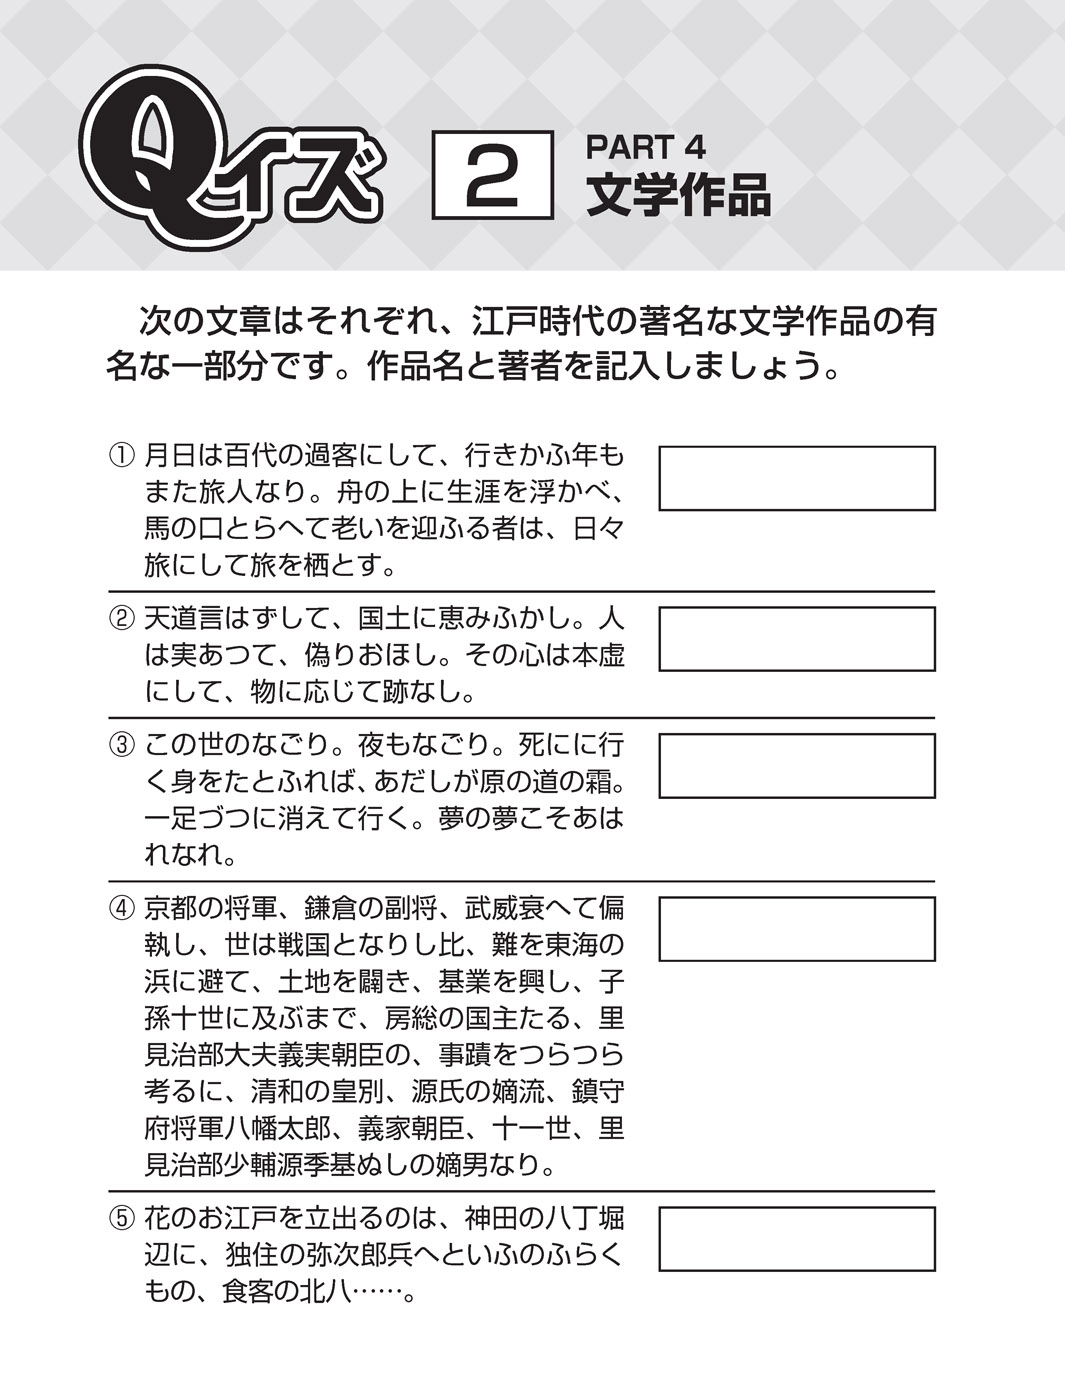 Qイズ
2
PART 4
文学作品
次の文章はそれぞれ、江戸時代の著名な文学作品の有
名な一部分です。作品名と著者を記入しましょう。
① 月日は百代の過客にして、行きかふ年も
また旅人なり。舟の上に生涯を浮かべ、
馬の口とらへて老いを迎ふる者は、日々
旅にして旅を栖とす。
② 天道言はずして、国土に恵みふかし。人
は実あつて、偽りおほし。その心は本虚
にして、物に応じて跡なし。
③ この世のなごり。夜もなごり。死にに行
く身をたとふれば、あだしが原の道の霜。
一足づつに消えて行く。夢の夢こそあは
れなれ。
④ 京都の将軍、鎌倉の副将、武威衰へて偏
執し、世は戦国となりし比、難を東海の
浜に避て、土地を闢き、基業を興し、子
孫十世に及ぶまで、房総の国主たる、里
見治部大夫義実朝臣の、事蹟をつらつら
考るに、清和の皇別、源氏の嫡流、鎮守
府将軍八幡太郎、義家朝臣、十一世、里
見治部少輔源季基ぬしの嫡男なり。
⑤ 花のお江戸を立出るのは、神田の八丁堀
辺に、独住の弥次郎兵へといふのふらく
もの、食客の北八……。